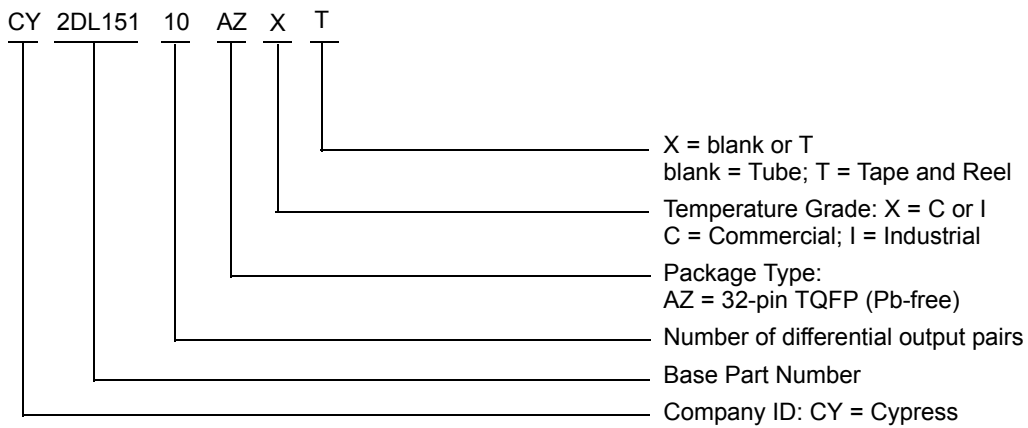 CY 2DL151 10 AZ X T
X = blank or T
blank = Tube; T = Tape and Reel
Temperature Grade: X = C or I
C = Commercial; I = Industrial
Package Type:
AZ = 32-pin TQFP (Pb-free)
Number of differential output pairs
Base Part Number
Company ID: CY = Cypress